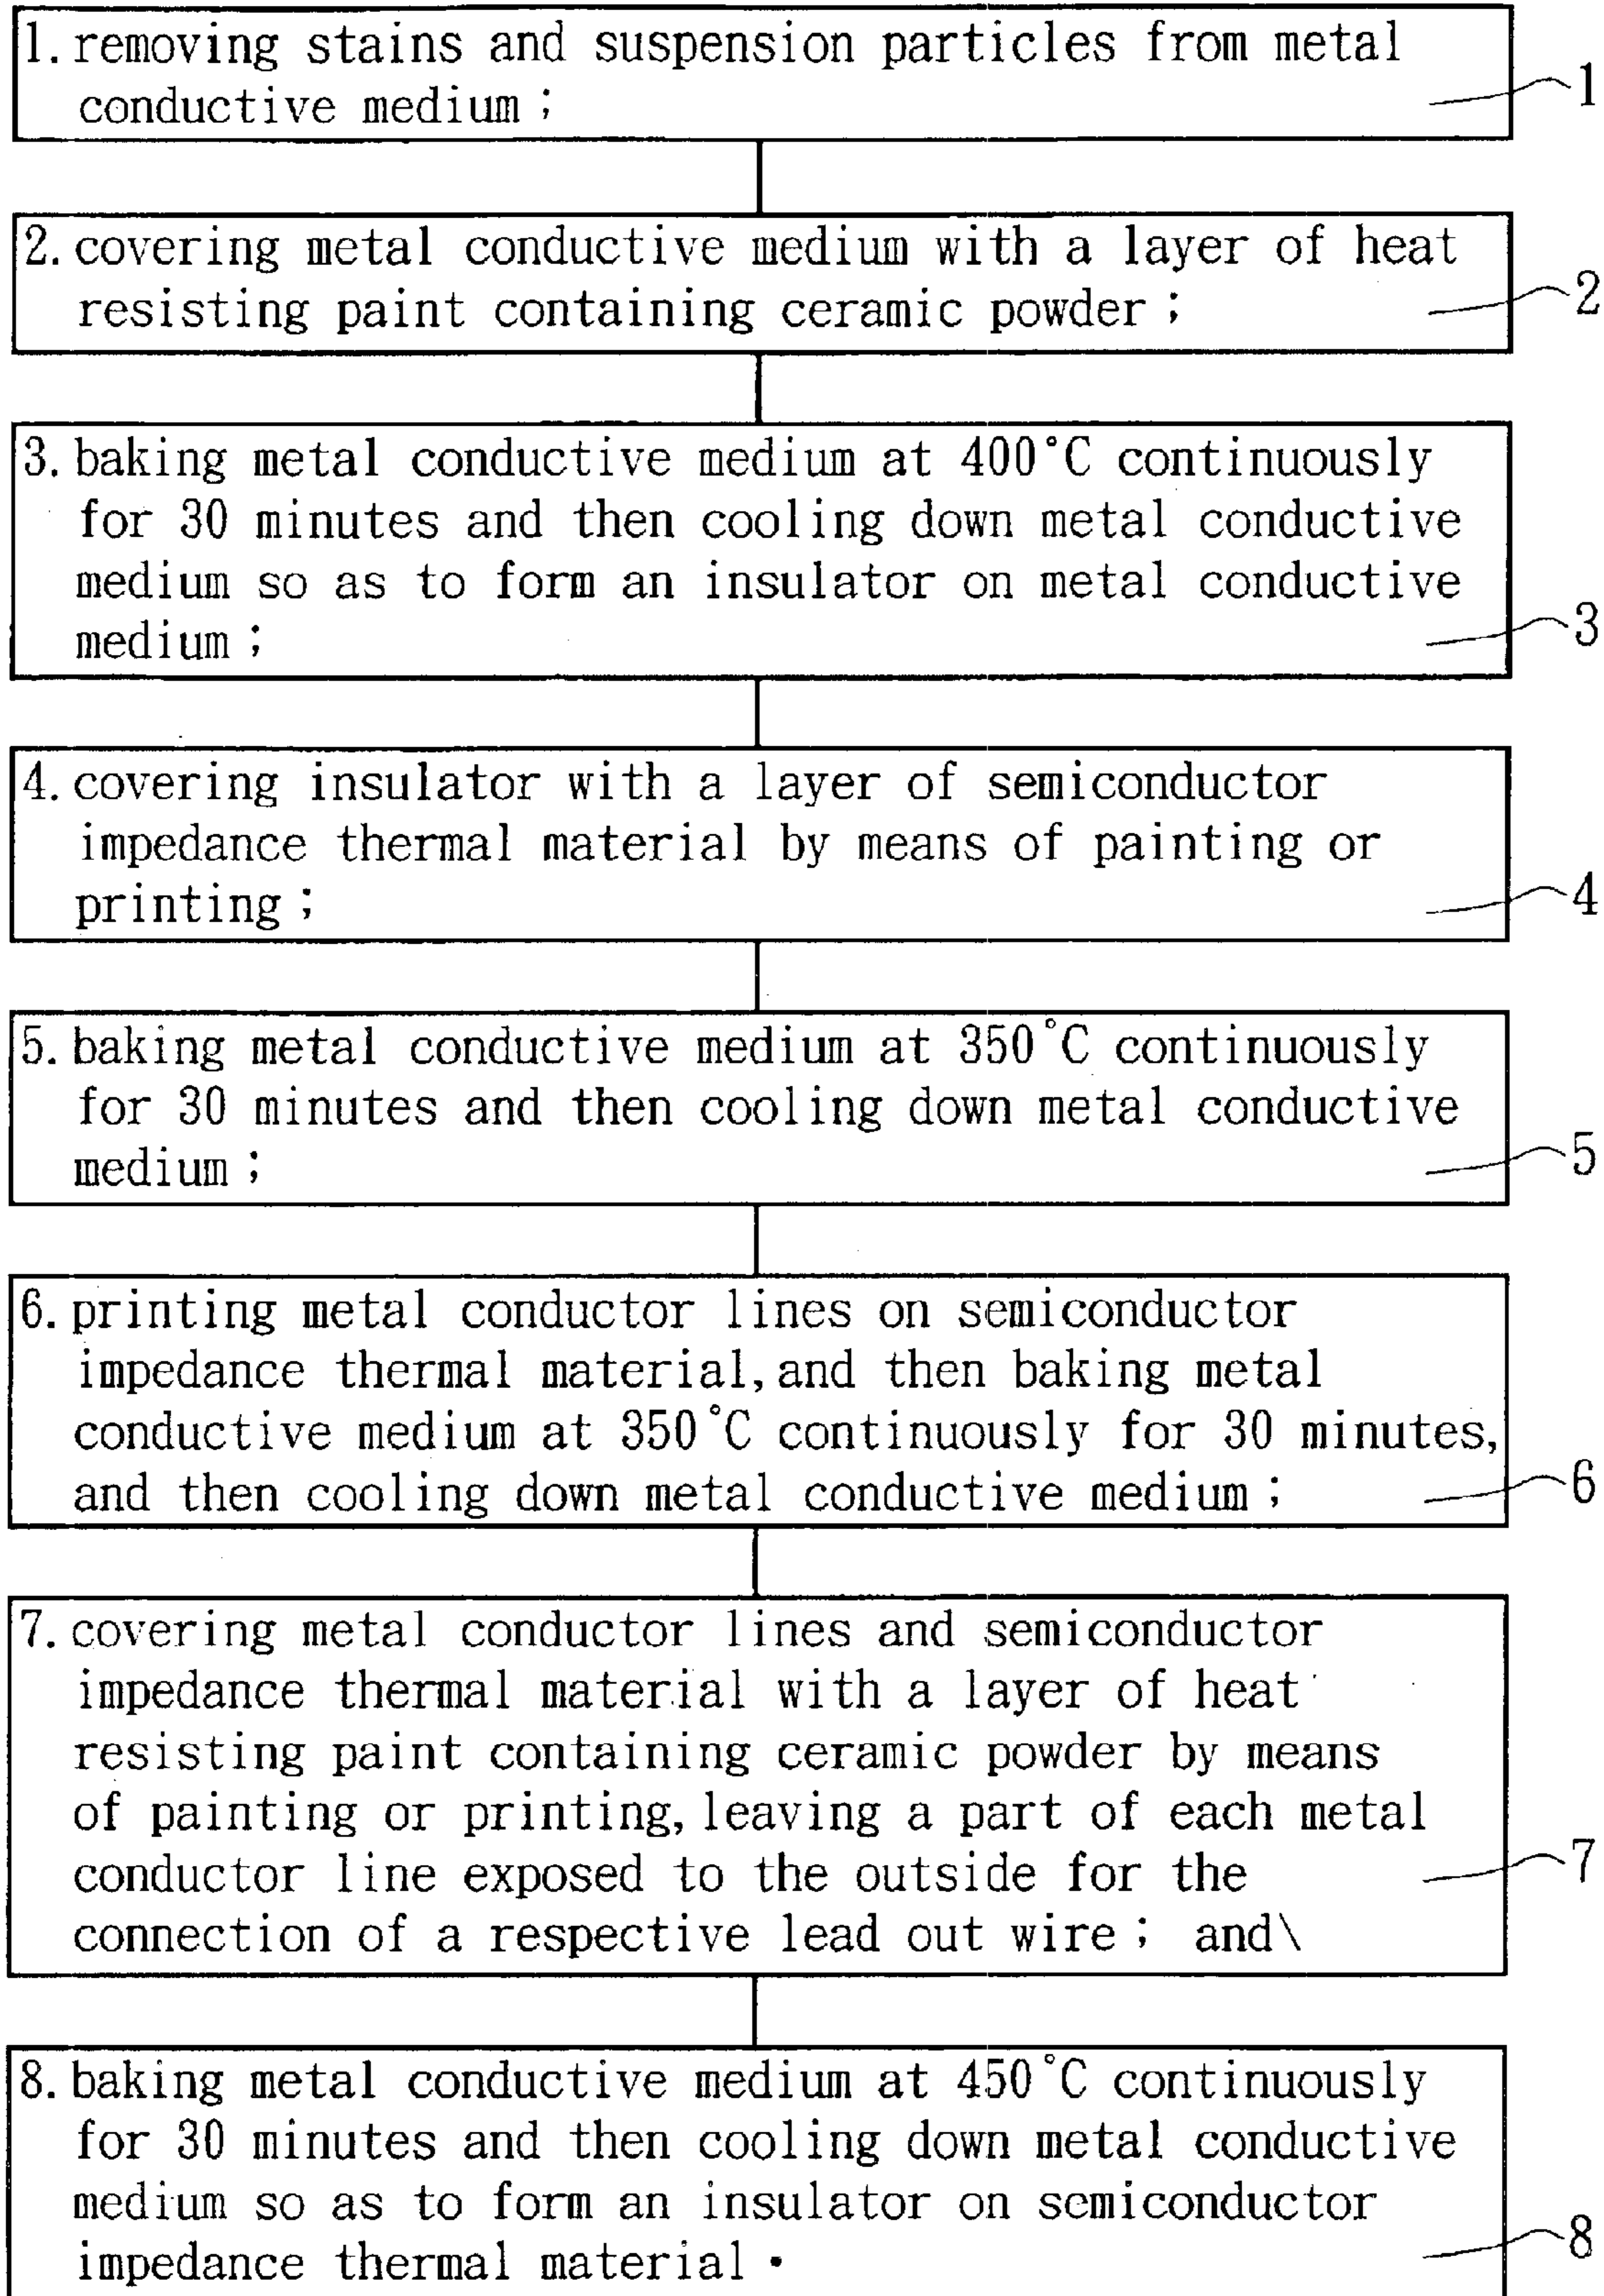 1. removing stains and suspension particles from metal
conductive medium;
1
2. covering metal conductive medium with a layer of heat
resisting paint containing ceramic powder;
2
3. baking metal conductive medium at 400°C continuously
for 30 minutes and then cooling down metal conductive
medium so as to form an insulator on metal conductive
medium;
3
4. covering insulator with a layer of semiconductor
impedance thermal material by means of painting or
printing;
4
5. baking metal conductive medium at 350°C continuously
for 30 minutes and then cooling down metal conductive
medium;
5
6. printing metal conductor lines on semiconductor
impedance thermal material, and then baking metal
conductive medium at 350°C continuously for 30 minutes,
and then cooling down metal conductive medium;
6
7. covering metal conductor lines and semiconductor
impedance thermal material with a layer of heat
resisting paint containing ceramic powder by means
of painting or printing, leaving a part of each metal
conductor line exposed to the outside for the
connection of a respective lead out wire; and\
7
8. baking metal conductive medium at 450°C continuously
for 30 minutes and then cooling down metal conductive
medium so as to form an insulator on semiconductor
impedance thermal material.
8